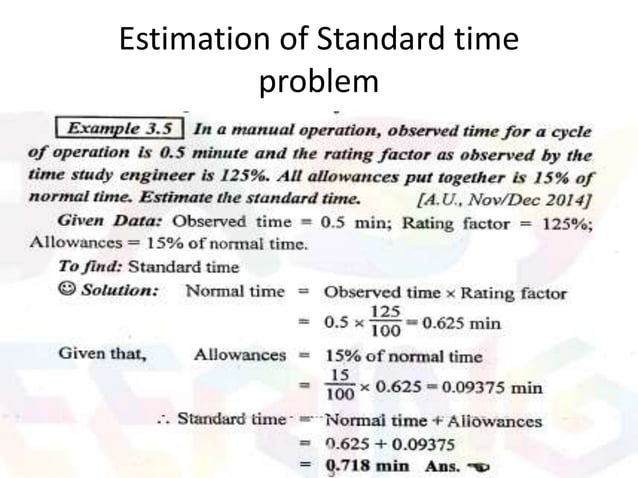 Estimation of Standard time
problem
Example 3.5 In a manual operation, observed time for a cycle
of operation is 0.5 minute and the rating factor as observed by the
time study engineer is 125%. All allowances put together is 15% of
normal time. Estimate the standard time. [A.U., Nov/Dec 2014]
Given Data: Observed time = 0.5 min; Rating factor = 125%;
Allowances = 15% of normal time.
To find: Standard time
☺ Solution: Normal time = Observed time × Rating factor
= 0.5 × 125/100 = 0.625 min
Given that, Allowances = 15% of normal time
= 15/100 × 0.625 = 0.09375 min
∴ Standard time = Normal time + Allowances
= 0.625 + 0.09375
= 0.718 min Ans.